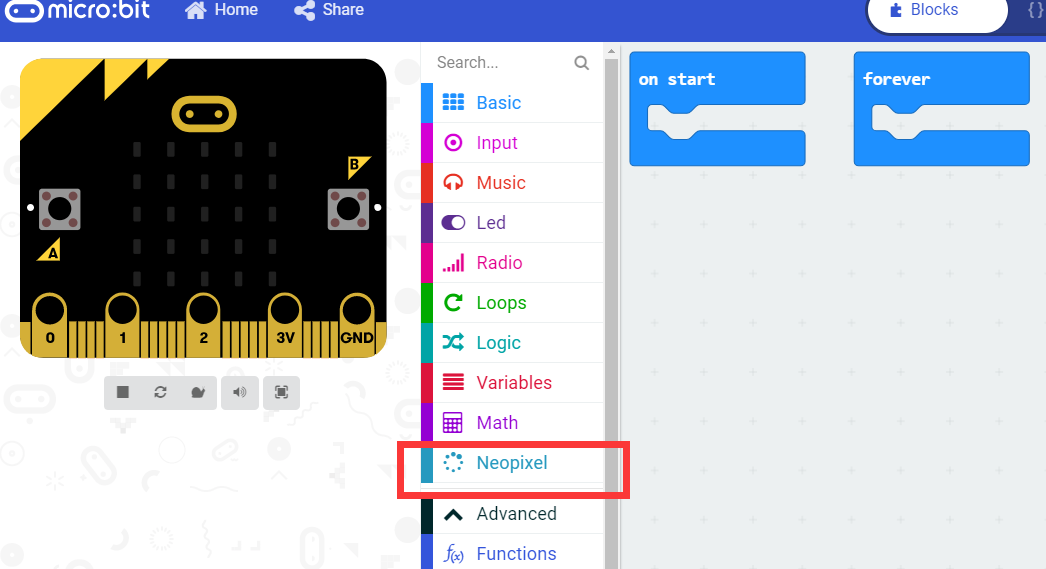 micro:bit
Home
Share
Blocks
{}
Search...
Basic
Input
Music
Led
Radio
Loops
Logic
Variables
Math
Neopixel
Advanced
f(x) Functions
on start
forever
B
A
0 1 2 3V GND